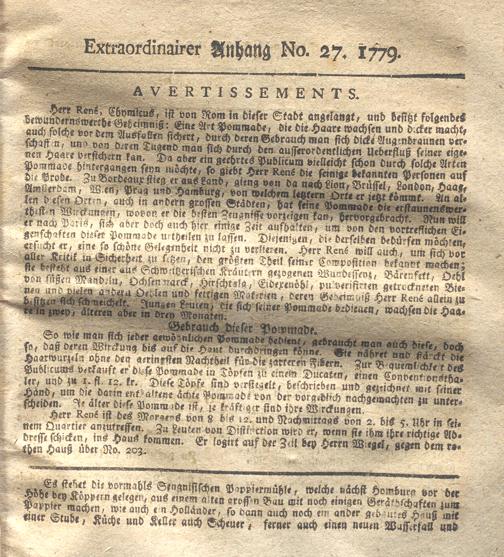 Extraordinairer Anhang No. 27. 1779.
AVERTISSEMENTS.
Herr René, Chymicus, ist von Rom in dieser Stadt angelangt, und besitzt folgendes
bewundernswerthe Geheimniß: Eine Art Pommade, die die Haare wachsen und dicker macht,
auch solche vor dem Ausfallen sichert, durch deren Gebrauch man sich dicke Augenbraunen ver-
schaffen, und von deren Tugend man sich durch den ausserordentlichen Ueberfluß seiner eige-
nen Haare versichern kan. Da aber ein geehrtes Publicum vielleicht schon durch solche Arten
Pommade hintergangen seyn möchte, so giebt Herr René die seinige bekannten Personen auf
die Probe. Zu Bordeaux stieg er aus Land, gieng von da nach Lion, Brüssel, London, Haag,
Amsterdam, Wien, Prag und Hamburg, von welchem letztern Orte er jetzt kommt. An al-
len diesen Orten, auch in andern grossen Städten, hat seine Pommade die erstaunenswer-
thesten Wirckungen, wovon er die besten Zeugnisse vorzeigen kan, hervorgebracht. Nun will
er nach Paris, sich aber doch auch hier einige Zeit aufhalten, um von den vortreflichen Ei-
genschaften dieser Pommade urtheilen zu lassen. Diejenigen, die derselben bedürfen möchten,
ersucht er, eine so schöne Gelegenheit nicht zu verlieren. Herr René will auch, um sich vor
aller Kritik in Sicherheit zu setzen, den größten Theil seiner Composition bekannt machen;
sie besteht aus einer aus Schweitzerischen Kräutern gezogenen Wundessenz, Bärenfett, Oehl
von süssen Mandeln, Ochsenmarck, Hirschtalg, Eidexenöhl, pulverisirten getrockneten Bie-
nen und vielen andern Oehlen und fettigen Materien, deren Geheimniß Herr René allein zu
besitzen sich schmeichelt. Jungen Leuten, die sich seiner Pommade bedienen, wachsen die Haa-
re in zwey, ältern aber in drey Monaten.
Gebrauch dieser Pommade.
So wie man sich jeder gewöhnlichen Pommade bedient, gebraucht man auch diese, doch
so, daß deren Wirckung bis auf die Haut durchdringen könne. Sie nähret und stärckt die
Haarwurzeln ohne den geringsten Nachtheil für die zarteren Fibern. Zur Bequemlichkeit des
Publicums verkauft er diese Pommade in Töpfen zu einem Ducaten, einen Conventionstha-
ler, und zu 1. fl. 12. kr. Diese Töpfe sind versiegelt, beschrieben und gezeichnet mit seiner
Hand, um die darin enthaltene ächte Pommade von der vorgeblich nachgemachten zu unter-
scheiden. Je älter diese Pommade ist, je kräftiger sind ihre Wirckungen.
Herr René ist des Morgens von 8 bis 12. und Nachmittags von 2 bis 5. Uhr in sei-
nem Quartier anzutreffen. Zu Leuten von Distinction wird er, wenn sie ihm ihre richtige Ad-
dresse schicken, ins Haus kommen. Er logirt auf der Zeil bey Herrn Wiegel, gegen dem ro-
then Hauß über No. 203.
Es stehet die vormahls Seugnisischen Pappiermühle, welche nächst Homburg vor der
Höhe bey Köppern gelegen, aus einem alten grossen Bau mit noch einigen Geräthschaften zum
Pappier machen, wie auch ein Holländer, so dann auch noch ein ander gebautes Hauß mit
einer Stube, Küche und Keller auch Scheuer, ferner auch einen neuen Wasserfall und